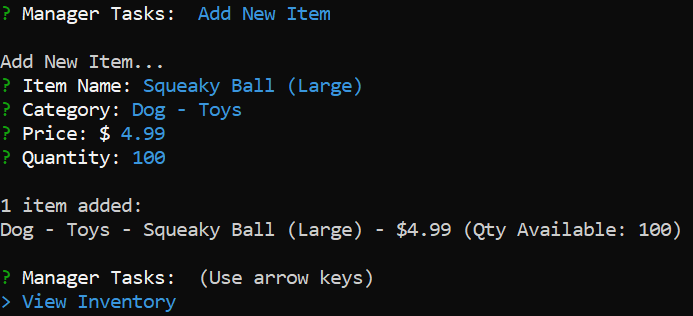 ? Manager Tasks:  Add New Item
Add New Item...
? Item Name: Squeaky Ball (Large)
? Category: Dog - Toys
? Price: $ 4.99
? Quantity: 100
1 item added:
Dog - Toys - Squeaky Ball (Large) - $4.99 (Qty Available: 100)
? Manager Tasks:  (Use arrow keys)
> View Inventory